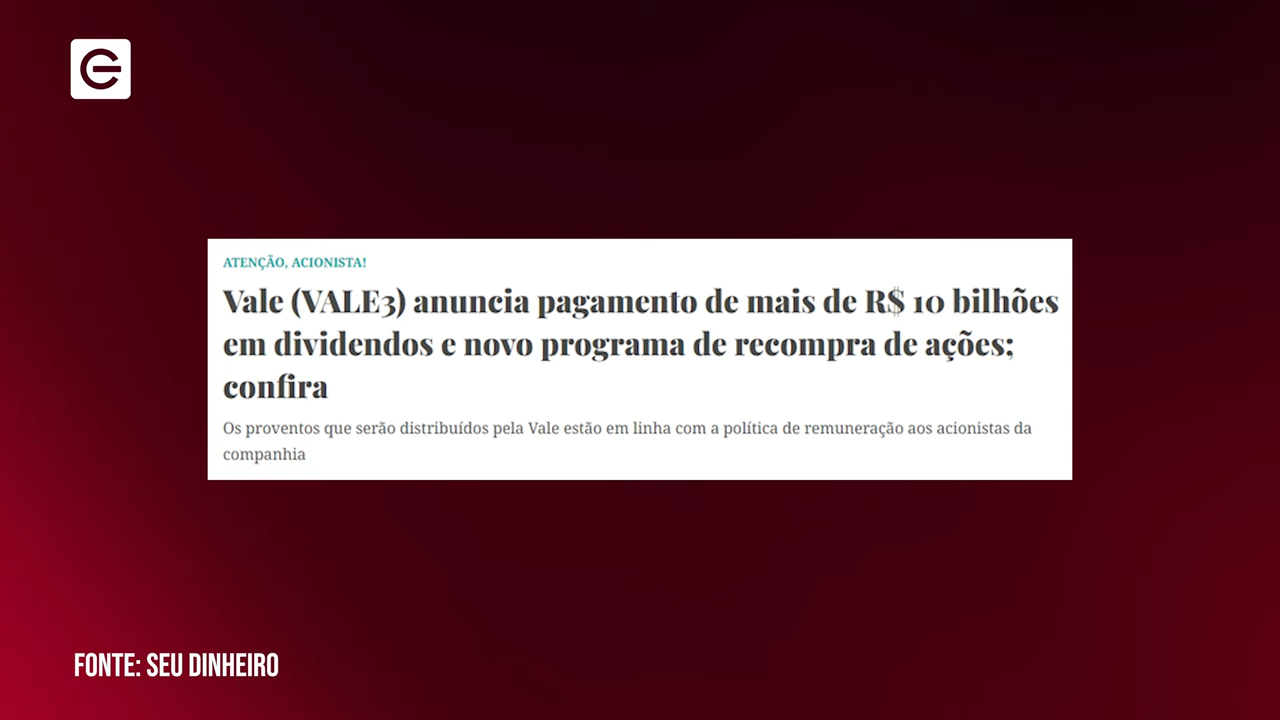 ATENÇÃO, ACIONISTA!
Vale (VALE3) anuncia pagamento de mais de R$ 10 bilhões
em dividendos e novo programa de recompra de ações;
confira
Os proventos que serão distribuídos pela Vale estão em linha com a política de remuneração aos acionistas da
companhia
FONTE: SEU DINHEIRO